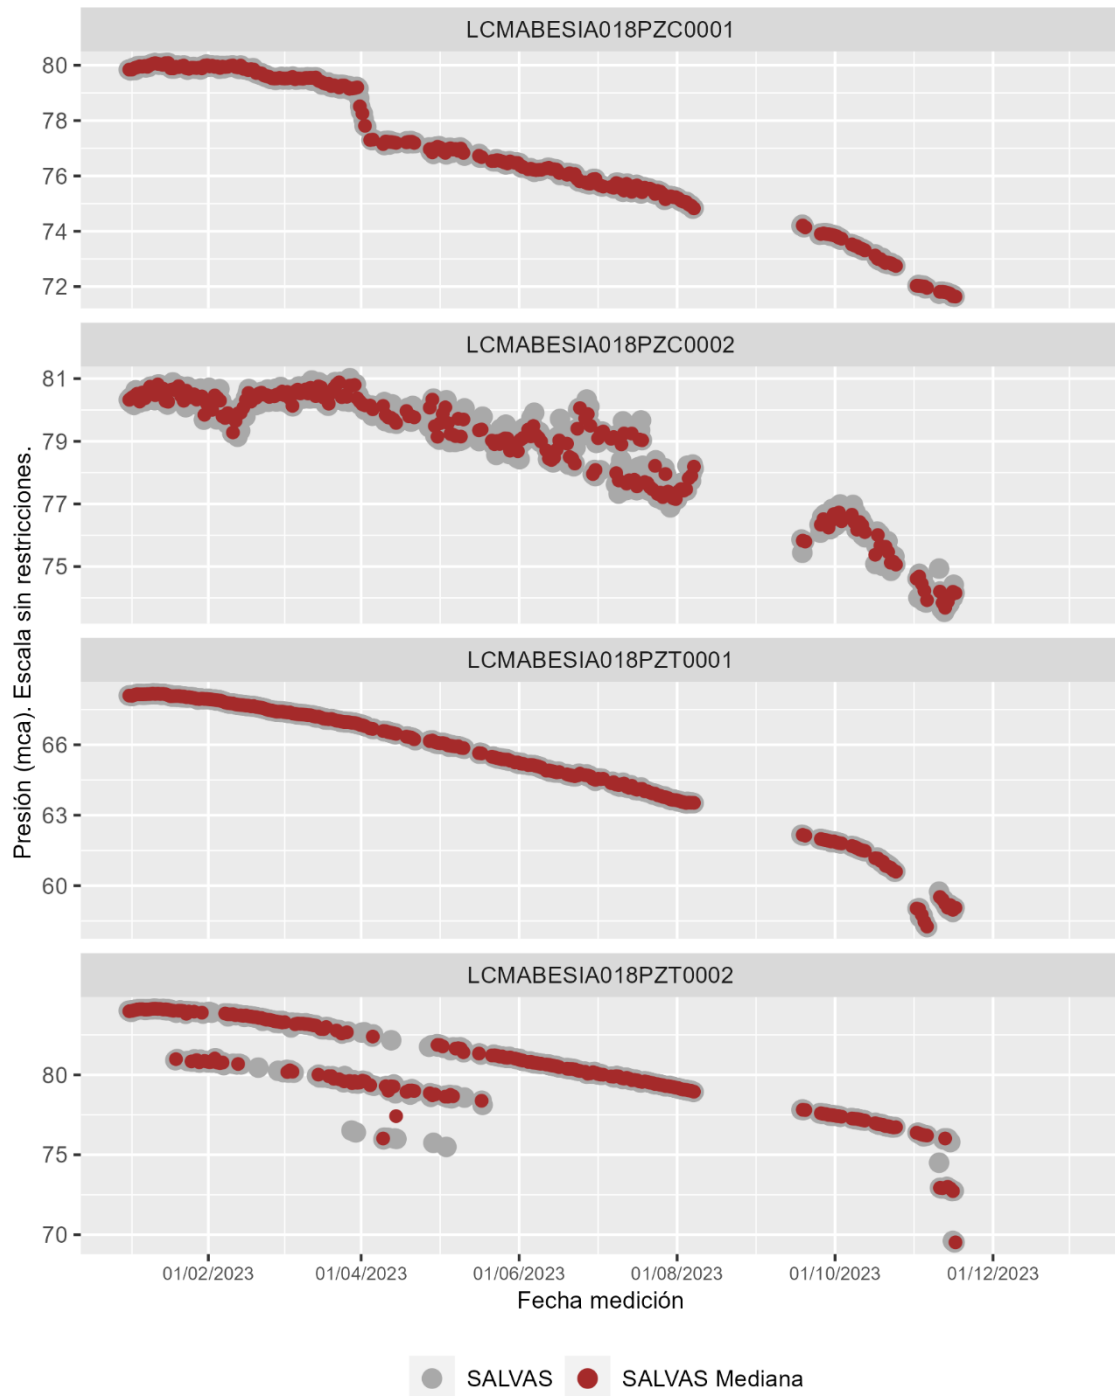 LCMABESIA018PZC0001
80
78
76
74
72
LCMABESIA018PZC0002
81
79
77
75
LCMABESIA018PZT0001
66
63
60
LCMABESIA018PZT0002
80
75
70
Presión (mca). Escala sin restricciones.
01/02/2023 01/04/2023 01/06/2023 01/08/2023 01/10/2023 01/12/2023
Fecha medición
SALVAS SALVAS Mediana